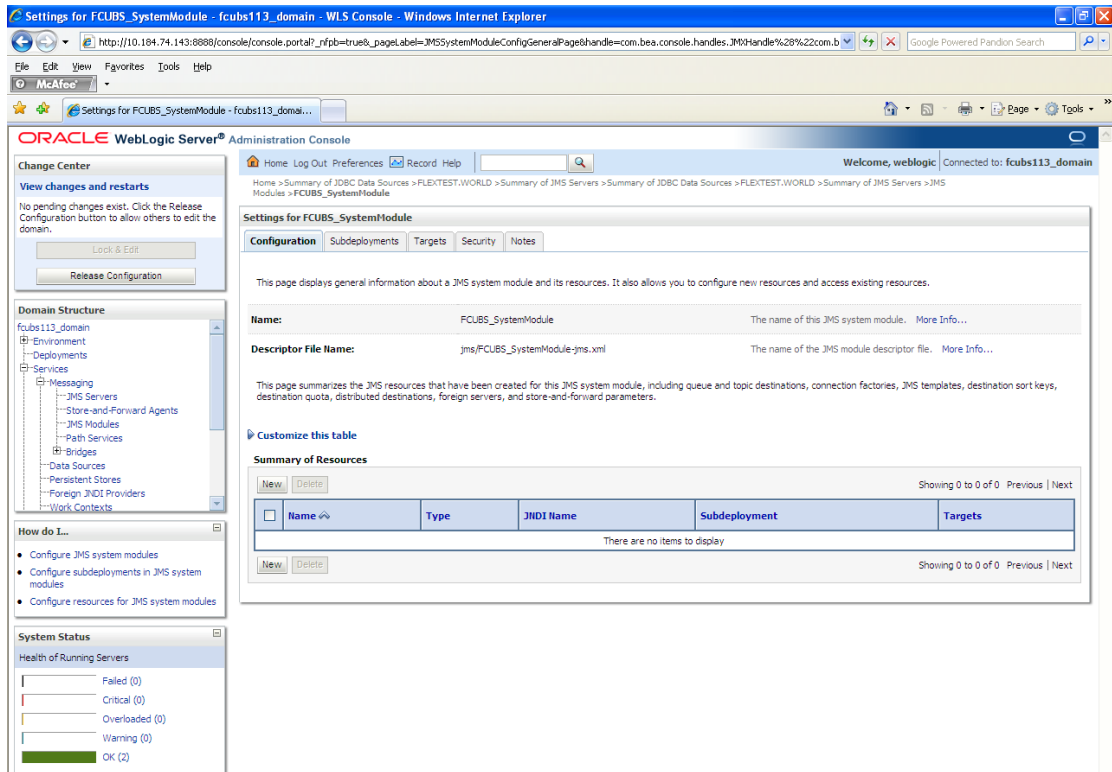 Settings for FCUBS_SystemModule - fcubs113_domain - WLS Console - Windows Internet Explorer
http://10.184.74.143:8888/console/console.portal?_nfpb=true&_pageLabel=JMSSystemModuleConfigGeneralPage&handle=com.bea.console.handles.JMXHandle%28%22com.b
Google Powered Pandion Search
File Edit View Favorites Tools Help
McAfee
Settings for FCUBS_SystemModule - fcubs113_domai...
Page Tools
ORACLE WebLogic Server® Administration Console
Change Center
View changes and restarts
No pending changes exist. Click the Release
Configuration button to allow others to edit the
domain.
Lock & Edit
Release Configuration
Domain Structure
fcubs113_domain
Environment
Deployments
Services
Messaging
JMS Servers
Store-and-Forward Agents
JMS Modules
Path Services
Bridges
Data Sources
Persistent Stores
Foreign JNDI Providers
Work Contexts
How do I...
Configure JMS system modules
Configure subdeployments in JMS system
modules
Configure resources for JMS system modules
System Status
Health of Running Servers
Failed (0)
Critical (0)
Overloaded (0)
Warning (0)
OK (2)
Home Log Out Preferences Record Help
Welcome, weblogic Connected to: fcubs113_domain
Home >Summary of JDBC Data Sources >FLEXTEST.WORLD >Summary of JMS Servers >Summary of JDBC Data Sources >FLEXTEST.WORLD >Summary of JMS Servers >JMS
Modules >FCUBS_SystemModule
Settings for FCUBS_SystemModule
Configuration Subdeployments Targets Security Notes
This page displays general information about a JMS system module and its resources. It also allows you to configure new resources and access existing resources.
Name: FCUBS_SystemModule The name of this JMS system module. More Info...
Descriptor File Name: jms/FCUBS_SystemModule-jms.xml The name of the JMS module descriptor file. More Info...
This page summarizes the JMS resources that have been created for this JMS system module, including queue and topic destinations, connection factories, JMS templates, destination sort keys,
destination quota, distributed destinations, foreign servers, and store-and-forward parameters.
Customize this table
Summary of Resources
New Delete Showing 0 to 0 of 0 Previous | Next
Name Type JNDI Name Subdeployment Targets
There are no items to display
New Delete Showing 0 to 0 of 0 Previous | Next